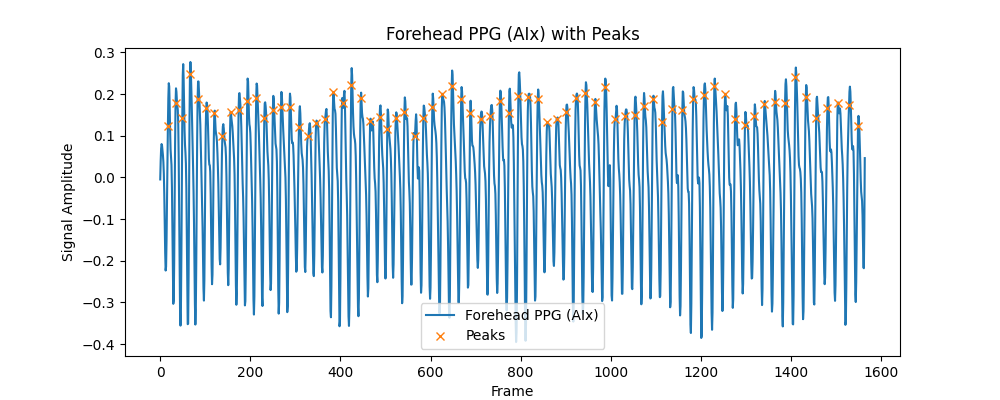 Forehead PPG (AIx) with Peaks
0.3
0.2
0.1
0.0
−0.1
−0.2
−0.3
−0.4
Signal Amplitude
0 200 400 600 800 1000 1200 1400 1600
Frame
Forehead PPG (AIx)
Peaks